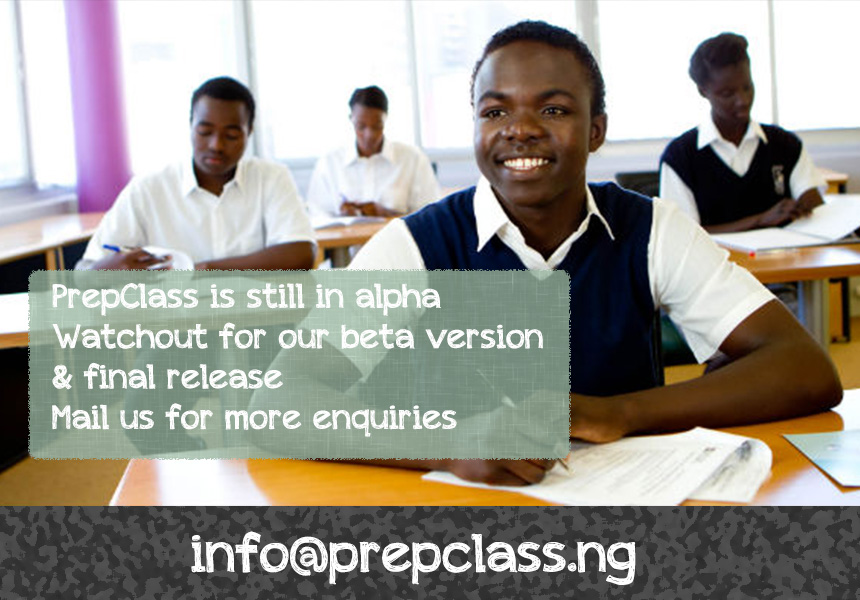 PrepClass is still in alpha
Watchout for our beta version
& final release
Mail us for more enquiries
info@prepclass.ng